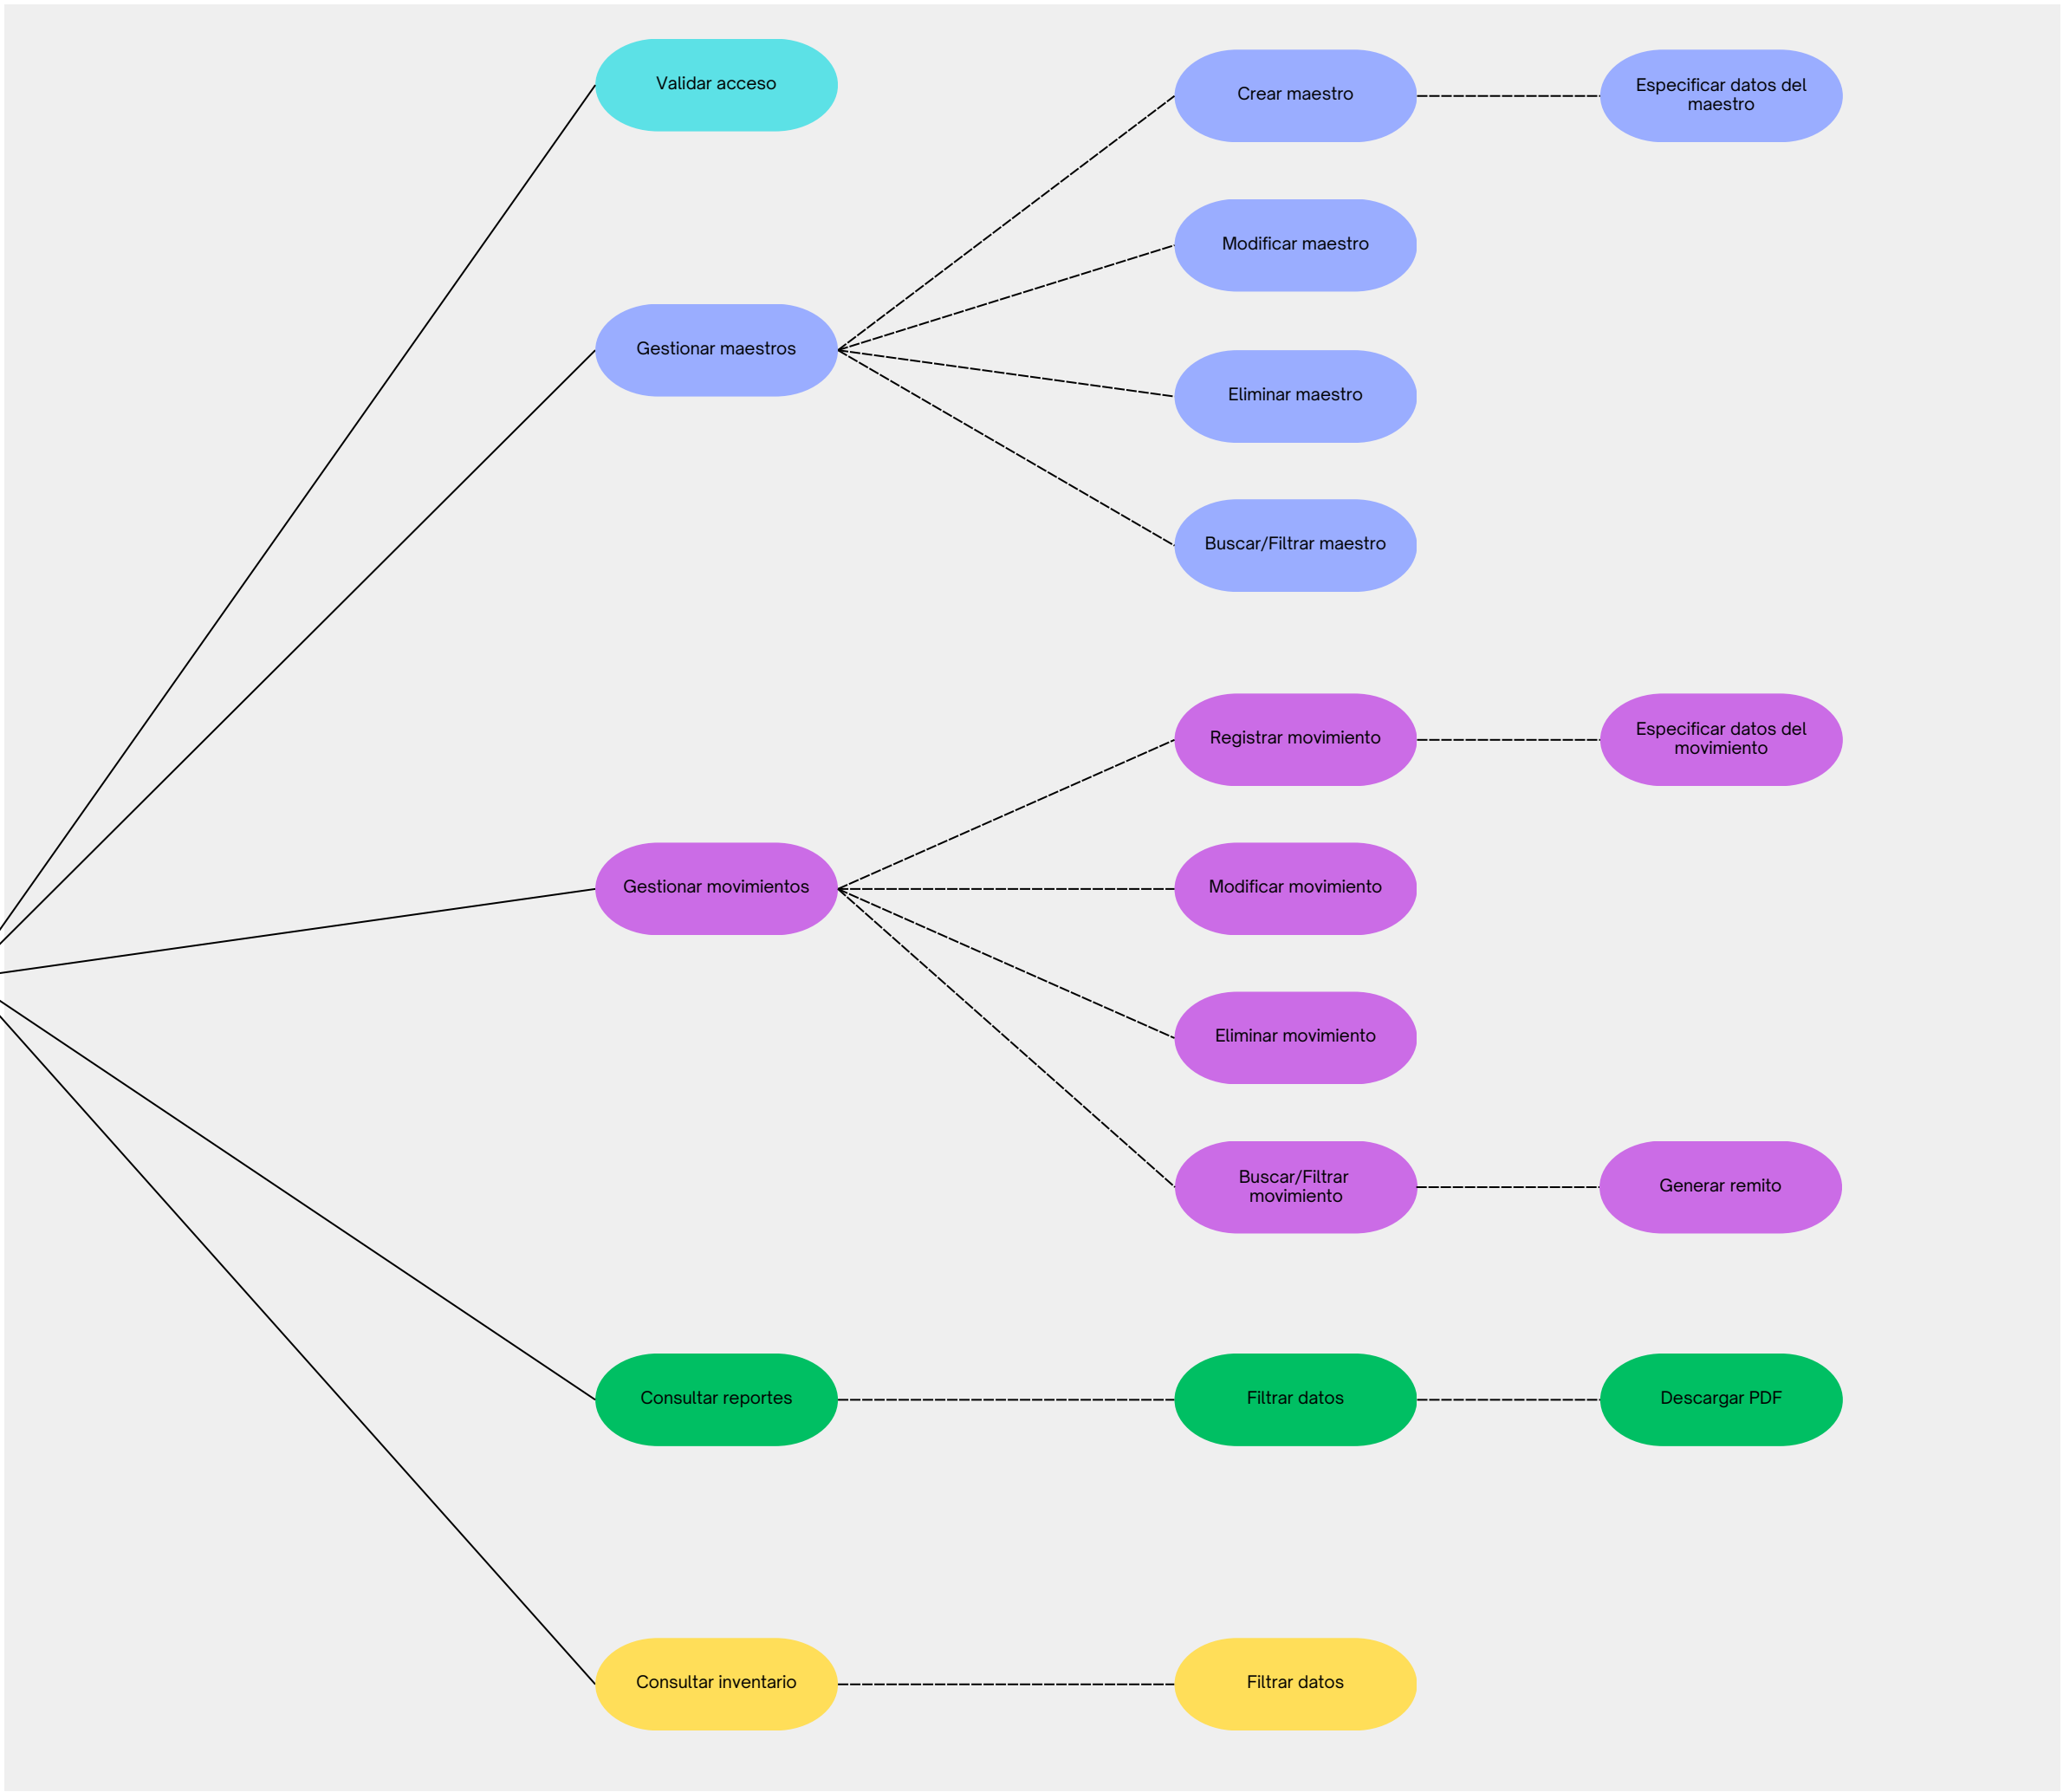 Validar acceso
Crear maestro
Especificar datos del
maestro
Modificar maestro
Gestionar maestros
Eliminar maestro
Buscar/Filtrar maestro
Registrar movimiento
Especificar datos del
movimiento
Gestionar movimientos
Modificar movimiento
Eliminar movimiento
Buscar/Filtrar
movimiento
Generar remito
Consultar reportes
Filtrar datos
Descargar PDF
Consultar inventario
Filtrar datos